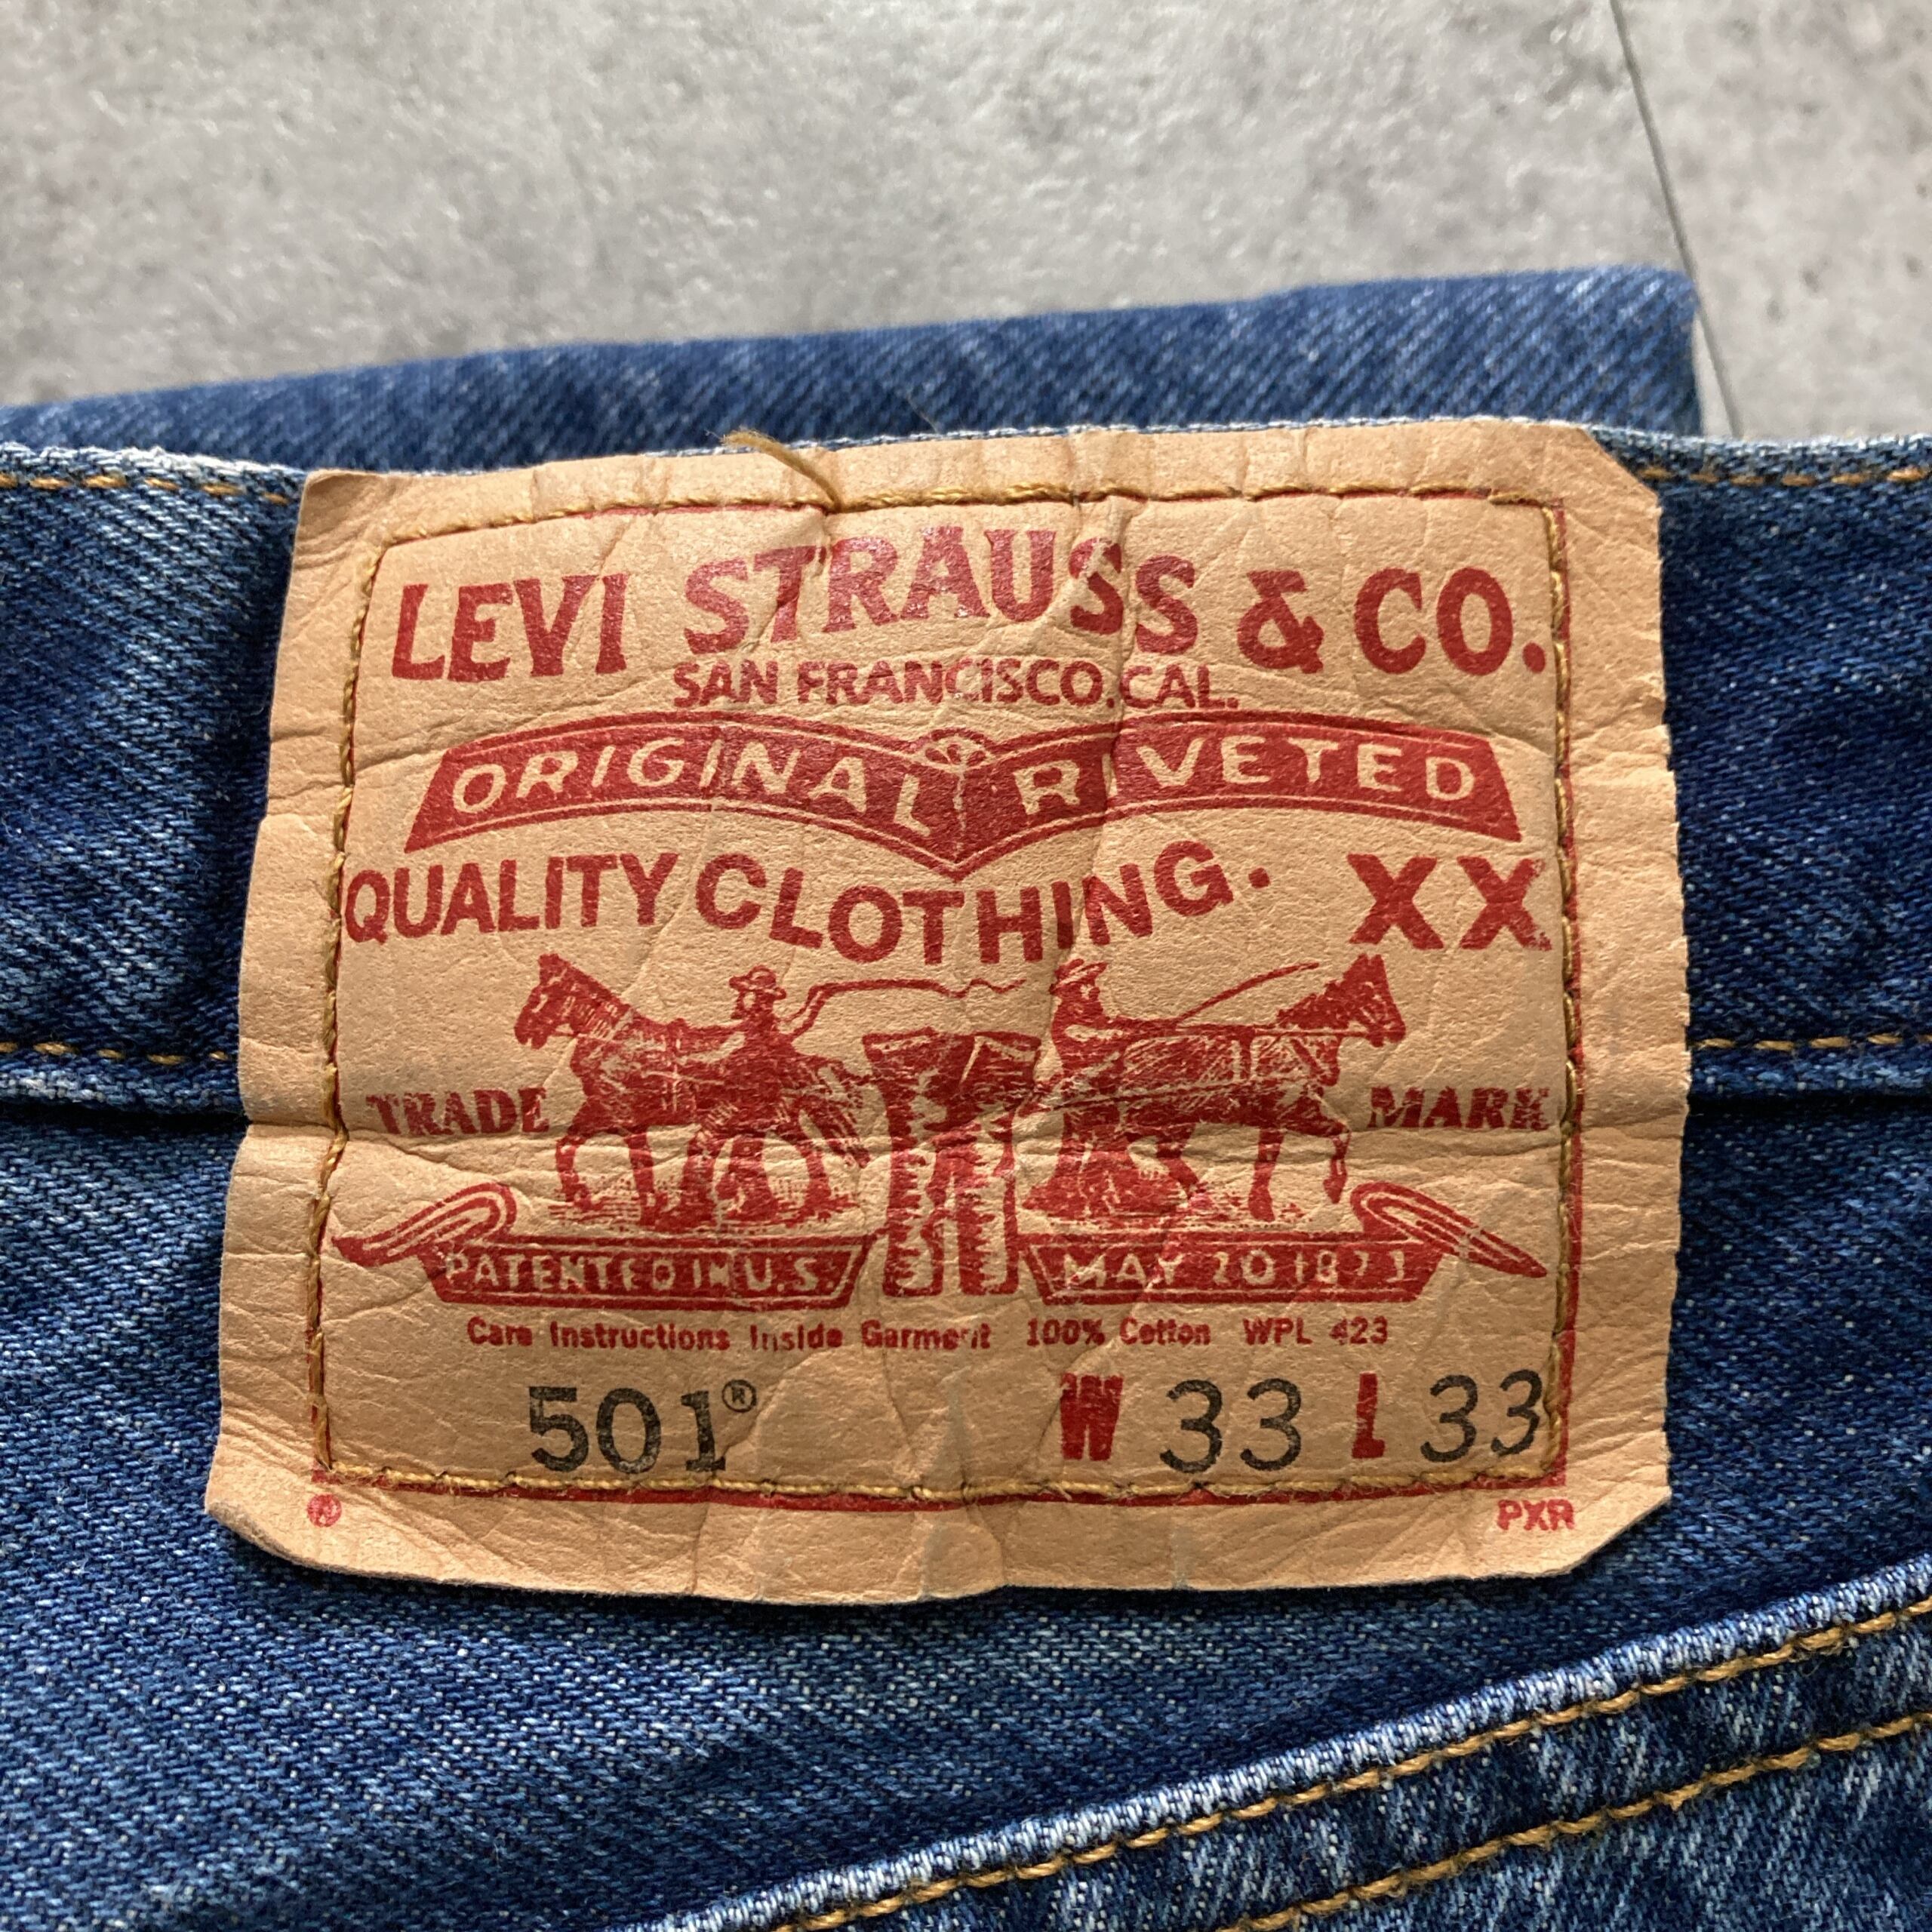 LEVI STRAUSS & CO.
SAN FRANCISCO, CAL.
ORIGINAL RIVETED
QUALITY CLOTHING. XX
TRADE MARK
PATENTED IN U.S. MAY 20 1873
Care Instructions Inside Garment 100% Cotton WPL 423
501® W 33 L 33
® PXR